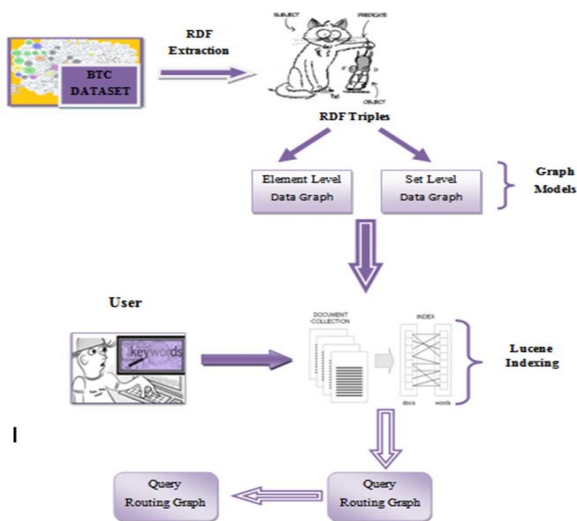 RDF
Extraction
BTC
DATASET
SUBJECT
PREDICATE
OBJECT
RDF Triples
Element Level
Data Graph
Set Level
Data Graph
Graph
Models
User
keywords
DOCUMENT
COLLECTION
INDEX
docs
words
Lucene
Indexing
Query
Routing Graph
Query
Routing Graph